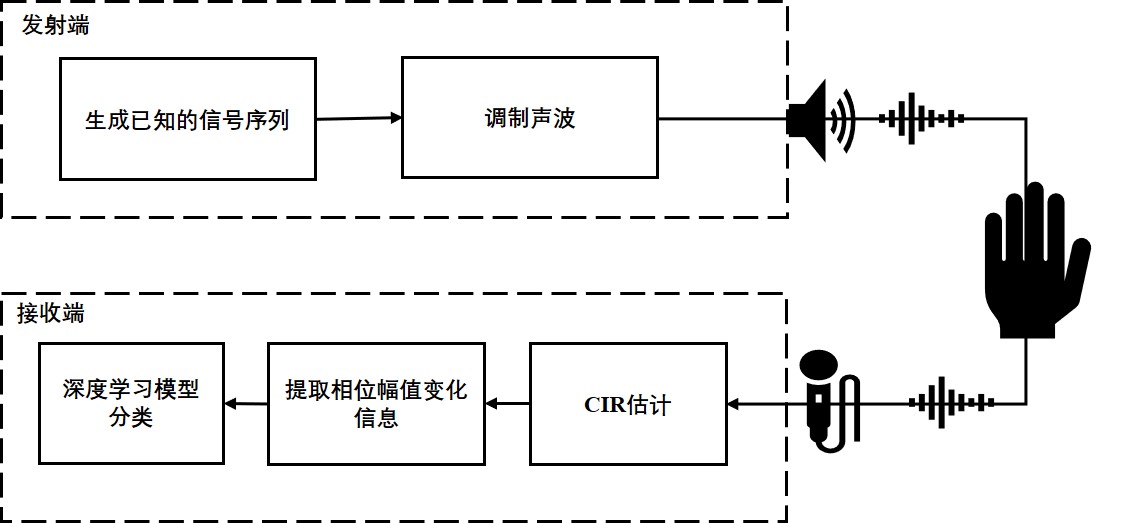 发射端
生成已知的信号序列
调制声波
接收端
深度学习模型
分类
提取相位幅值变化
信息
CIR估计